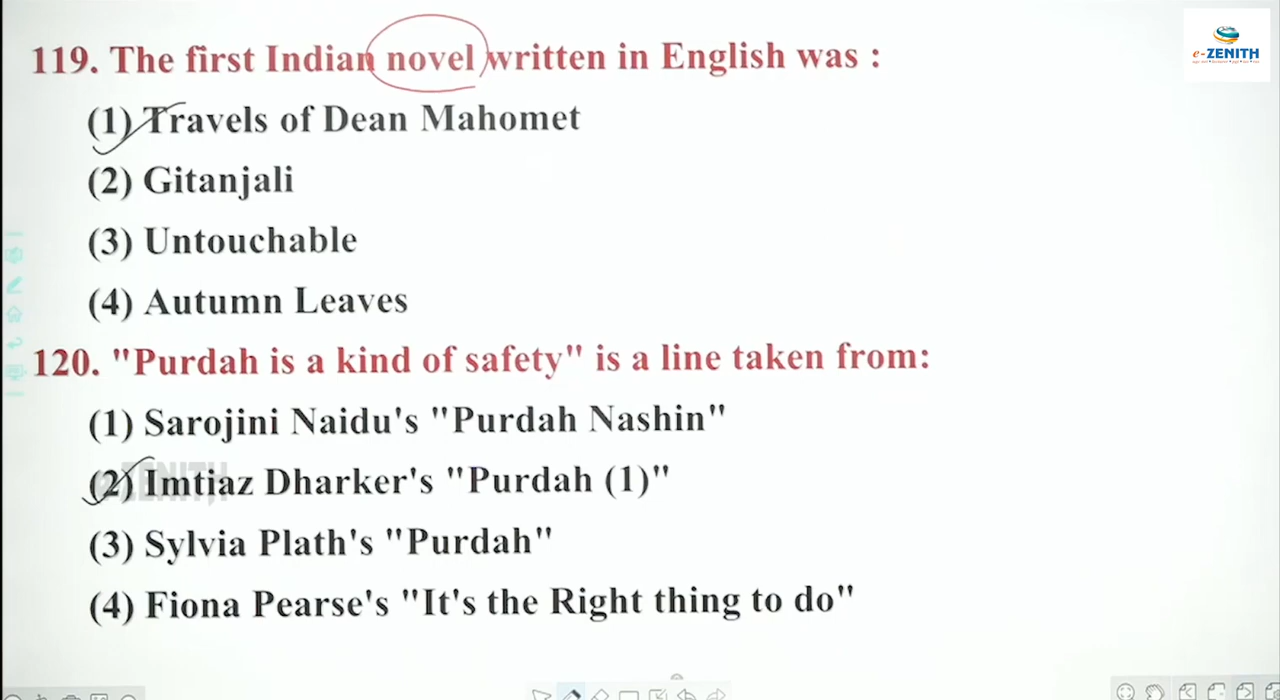 e-ZENITH
119. The first Indian novel written in English was :
(1) Travels of Dean Mahomet
(2) Gitanjali
(3) Untouchable
(4) Autumn Leaves
120. "Purdah is a kind of safety" is a line taken from:
(1) Sarojini Naidu's "Purdah Nashin"
(2) Imtiaz Dharker's "Purdah (1)"
(3) Sylvia Plath's "Purdah"
(4) Fiona Pearse's "It's the Right thing to do"